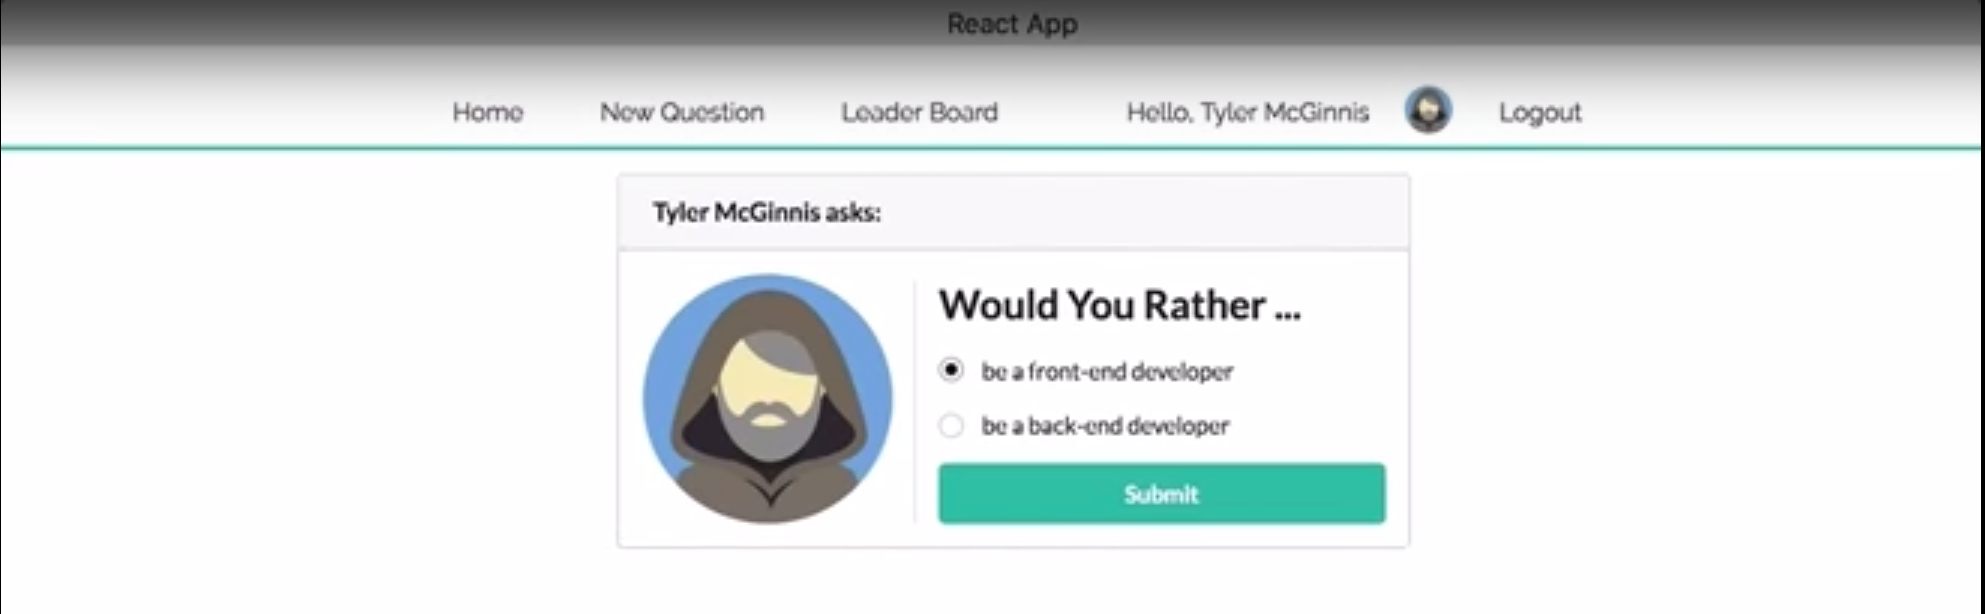 React App
Home New Question Leader Board Hello, Tyler McGinnis Logout
Tyler McGinnis asks:
Would You Rather ...
be a front-end developer
be a back-end developer
Submit